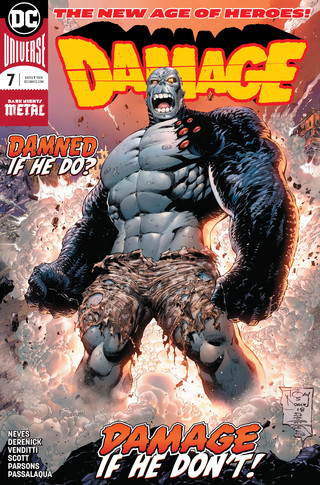 THE NEW AGE OF HEROES!
DC
UNIVERSE
DAMAGE
7
DARK NIGHTS
METAL
DAMNED
IF HE DO?
NEVES
DERENICK
VENDITTI
SCOTT
PARSONS
PASSALAQUA
DAMAGE
IF HE DON'T!